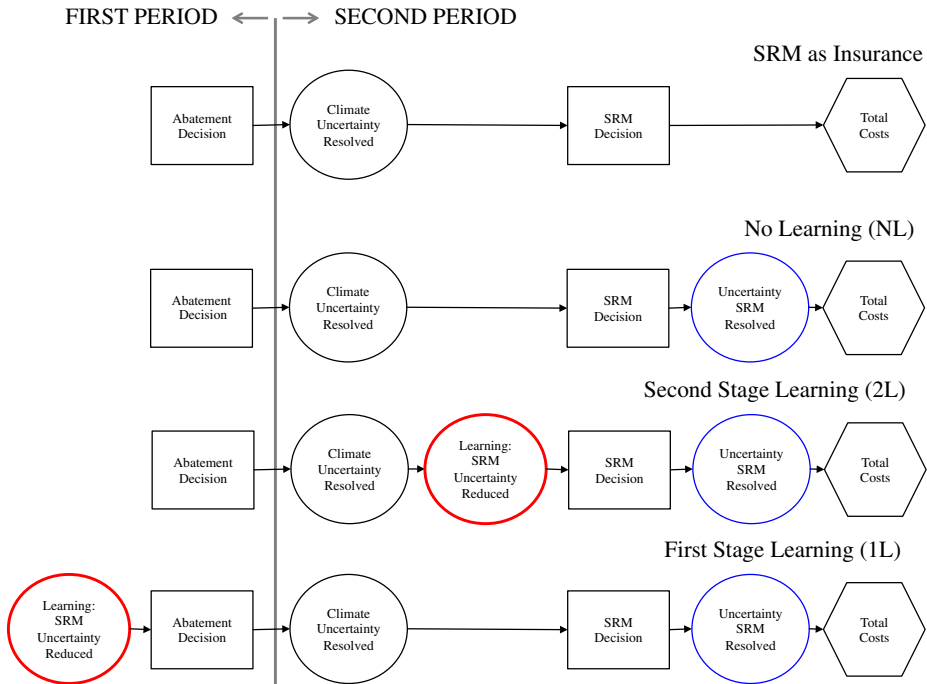 FIRST PERIOD
SECOND PERIOD
SRM as Insurance
Abatement
Decision
Climate
Uncertainty
Resolved
SRM
Decision
Total
Costs
No Learning (NL)
Abatement
Decision
Climate
Uncertainty
Resolved
SRM
Decision
Uncertainty
SRM
Resolved
Total
Costs
Second Stage Learning (2L)
Abatement
Decision
Climate
Uncertainty
Resolved
Learning:
SRM
Uncertainty
Reduced
SRM
Decision
Uncertainty
SRM
Resolved
Total
Costs
First Stage Learning (1L)
Learning:
SRM
Uncertainty
Reduced
Abatement
Decision
Climate
Uncertainty
Resolved
SRM
Decision
Uncertainty
SRM
Resolved
Total
Costs